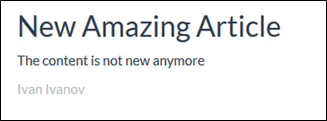 New Amazing Article
The content is not new anymore
Ivan Ivanov